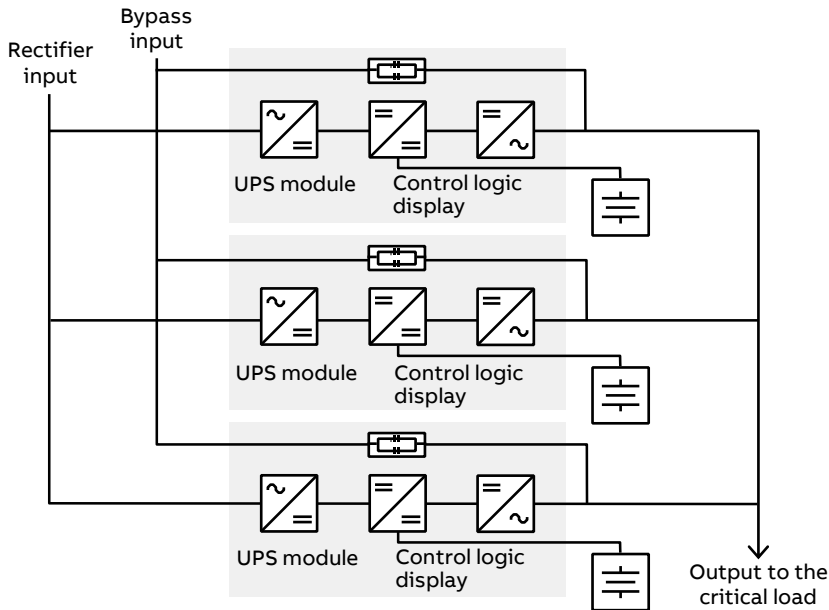 Bypass
input
Rectifier
input
UPS module
Control logic
display
UPS module
Control logic
display
UPS module
Control logic
display
Output to the
critical load